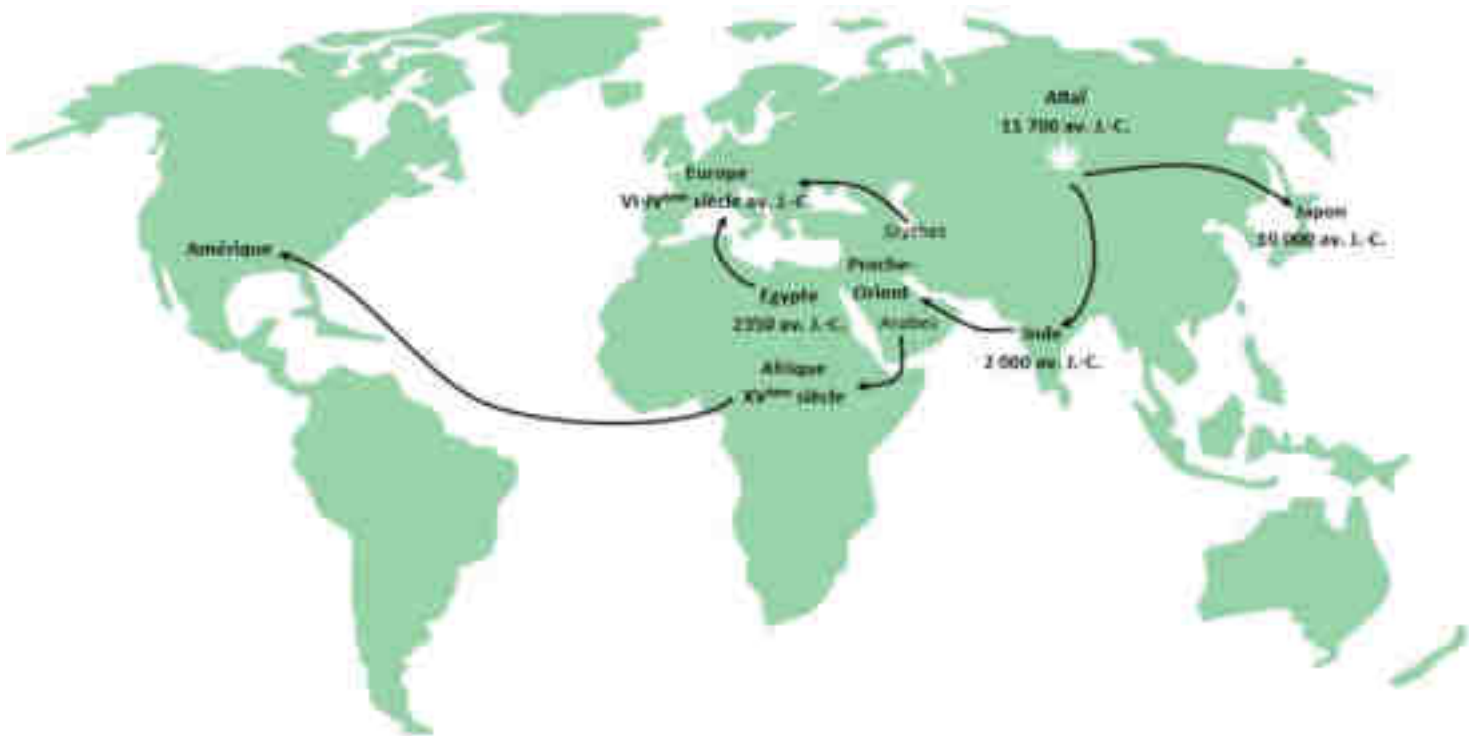 Altaï
11 700 av. J.-C.
Europe
VI-IVème siècle av. J.-C.
Japon
10 000 av. J.-C.
Scythes
Amérique
Proche-
Orient
Egypte
2350 av. J.-C.
Arabes
Inde
2 000 av. J.-C.
Afrique
XVème siècle